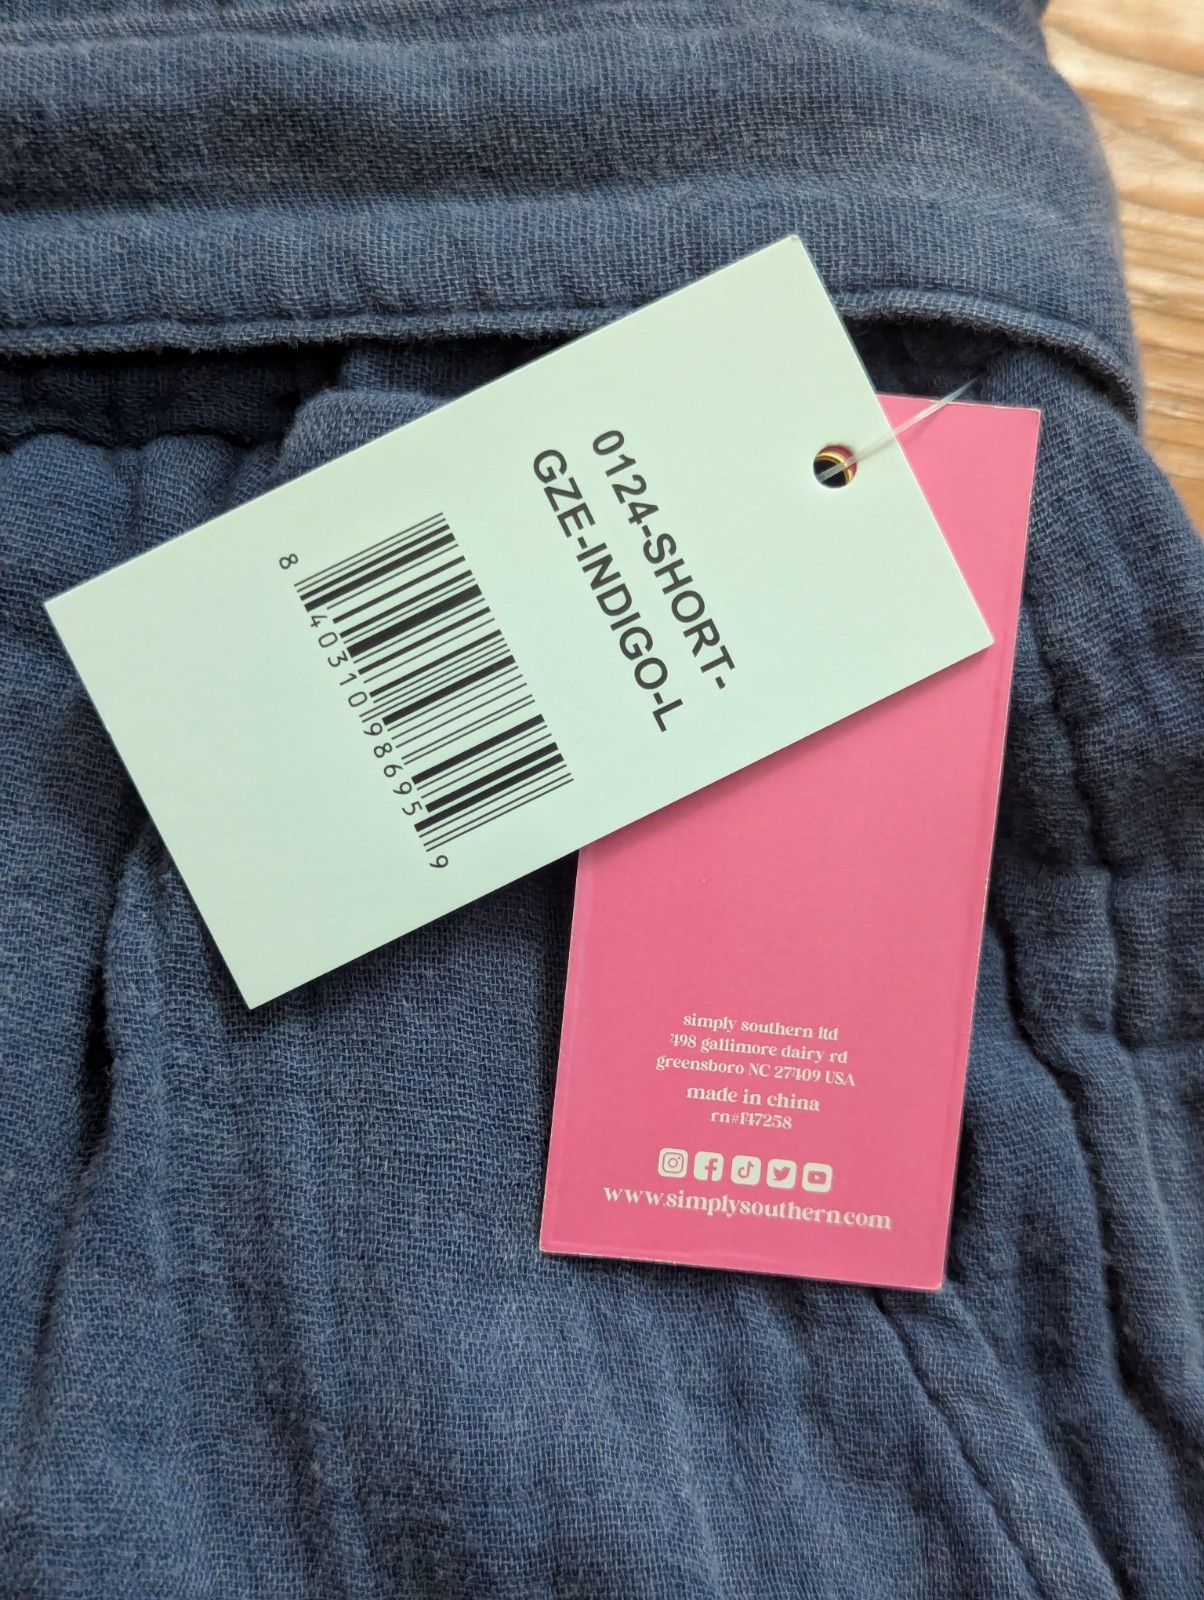 0124-SHORT-
GZE-INDIGO-L
8 40310 98695 9
simply southern ltd
498 gallimore dairy rd
greensboro NC 27409 USA
made in china
rn#147258
www.simplysouthern.com